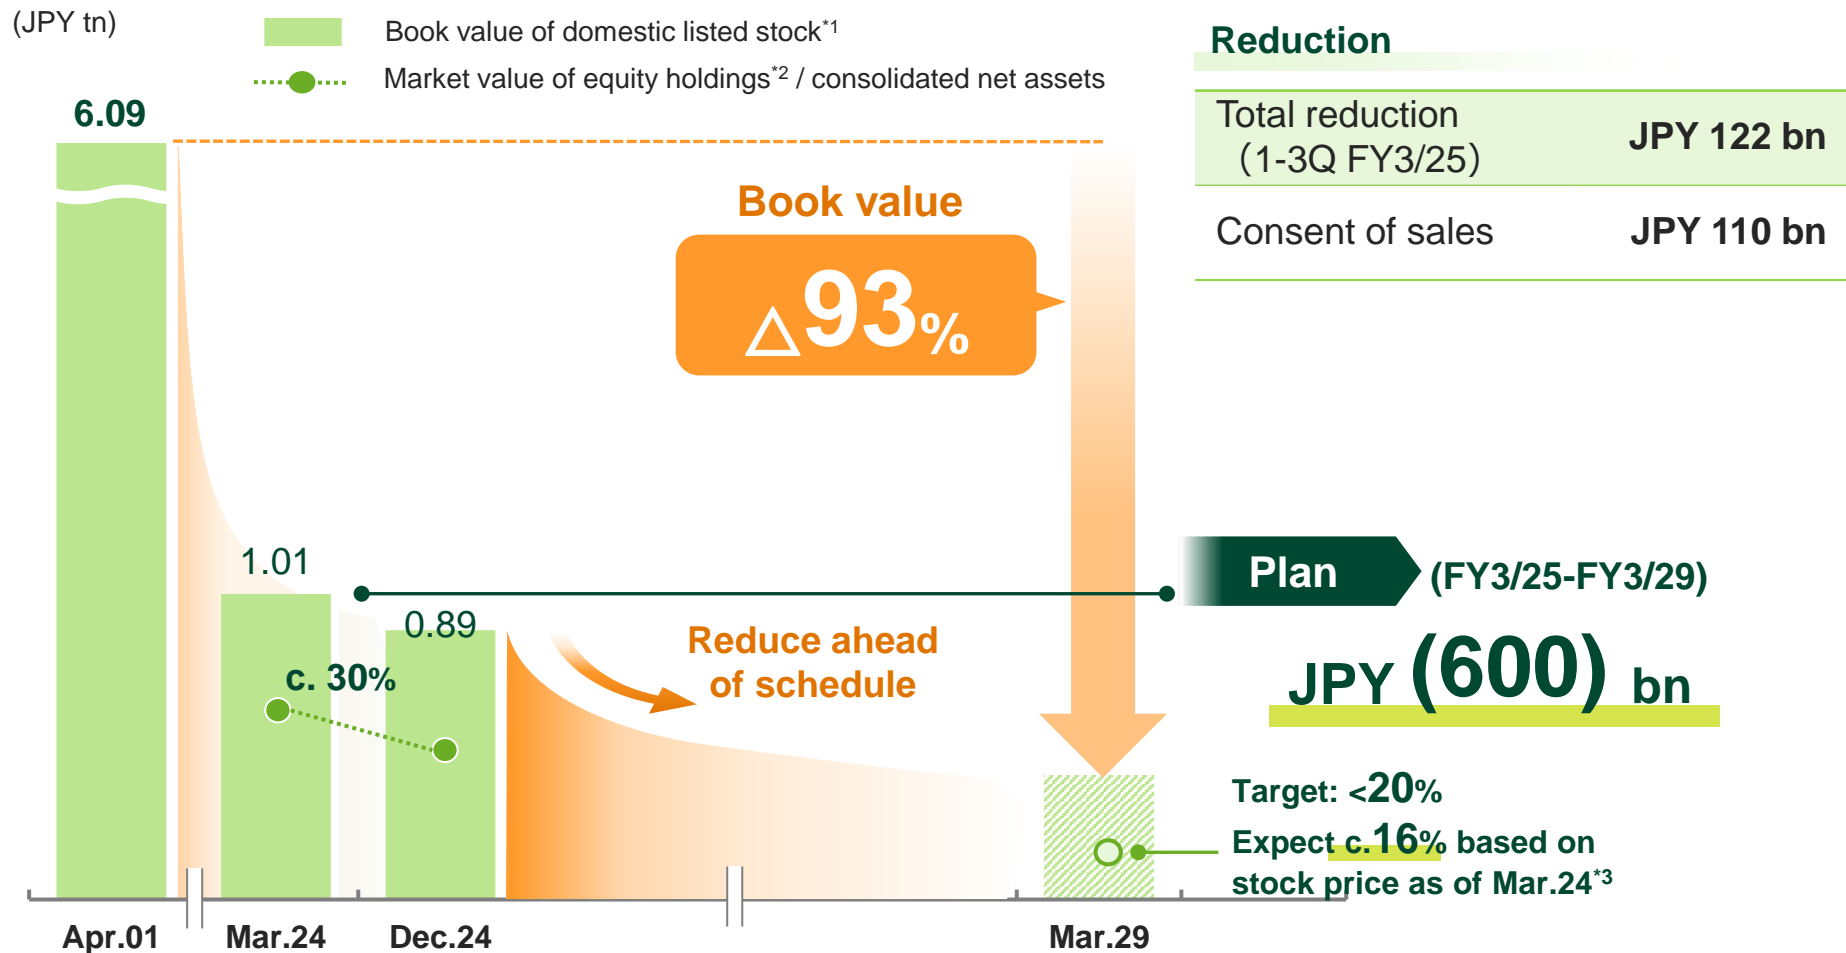 (JPY tn)
Book value of domestic listed stock*1
Market value of equity holdings*2 / consolidated net assets
6.09
Book value
△93%
1.01
0.89
c. 30%
Reduce ahead
of schedule
Apr.01
Mar.24
Dec.24
Mar.29
Reduction
Total reduction
（1-3Q FY3/25）
JPY 122 bn
Consent of sales
JPY 110 bn
Plan
(FY3/25-FY3/29)
JPY (600) bn
Target: <20%
Expect c.16% based on
stock price as of Mar.24*3